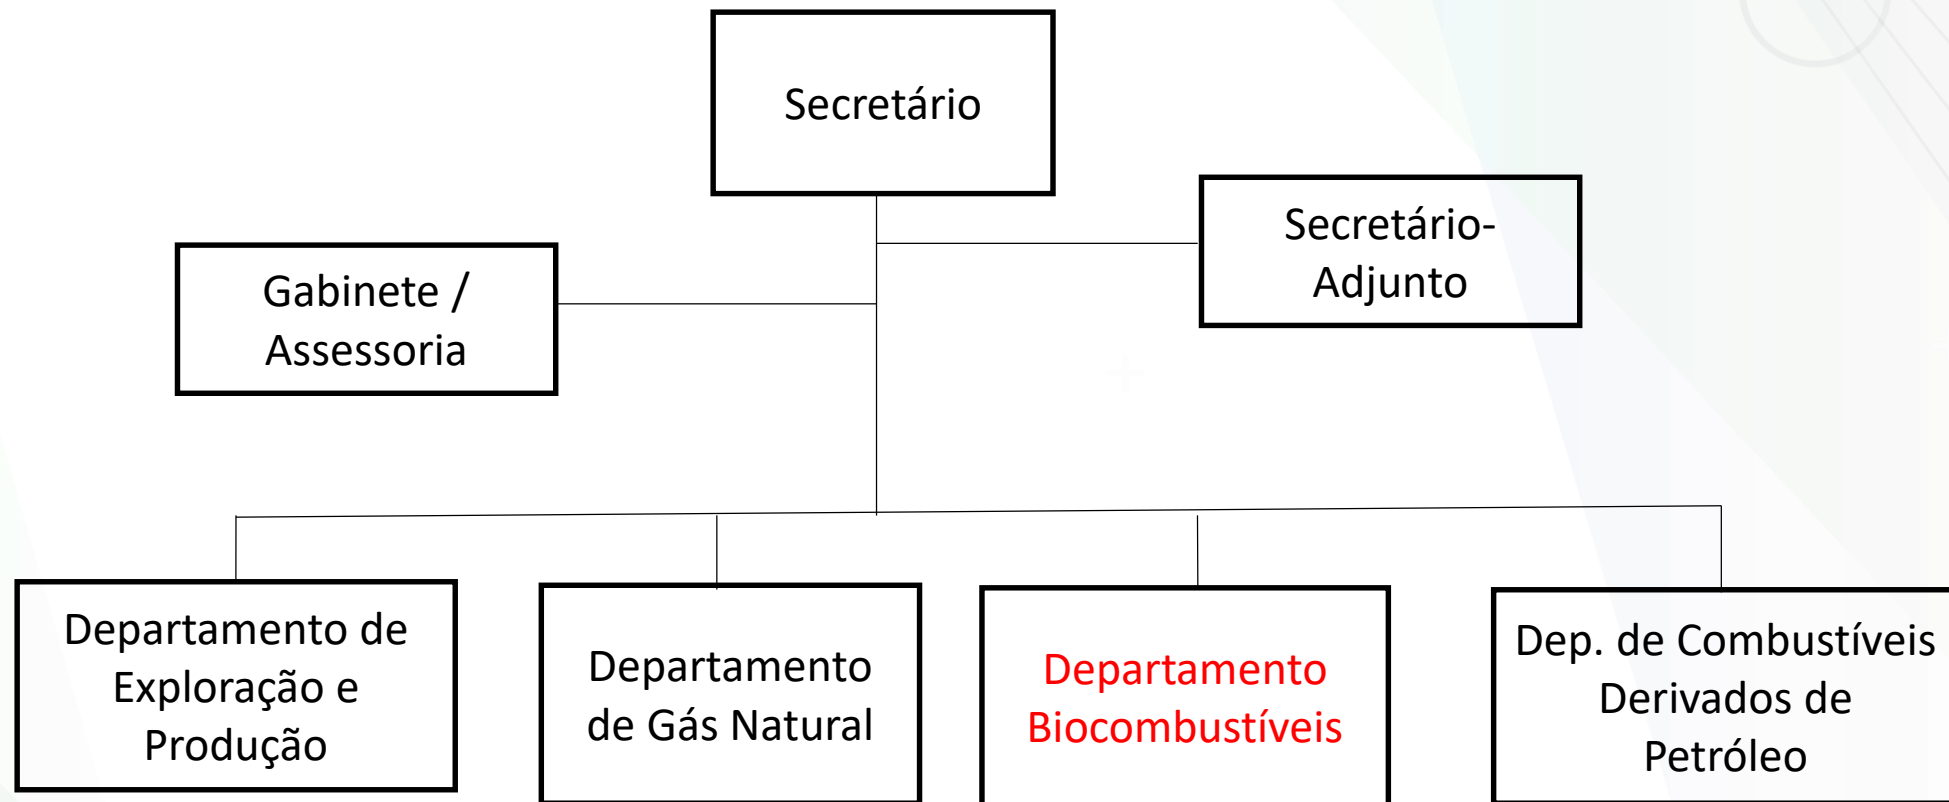 Secretário
Secretário-
Adjunto
Gabinete /
Assessoria
Departamento de
Exploração e
Produção
Departamento
de Gás Natural
Departamento
Biocombustíveis
Dep. de Combustíveis
Derivados de
Petróleo